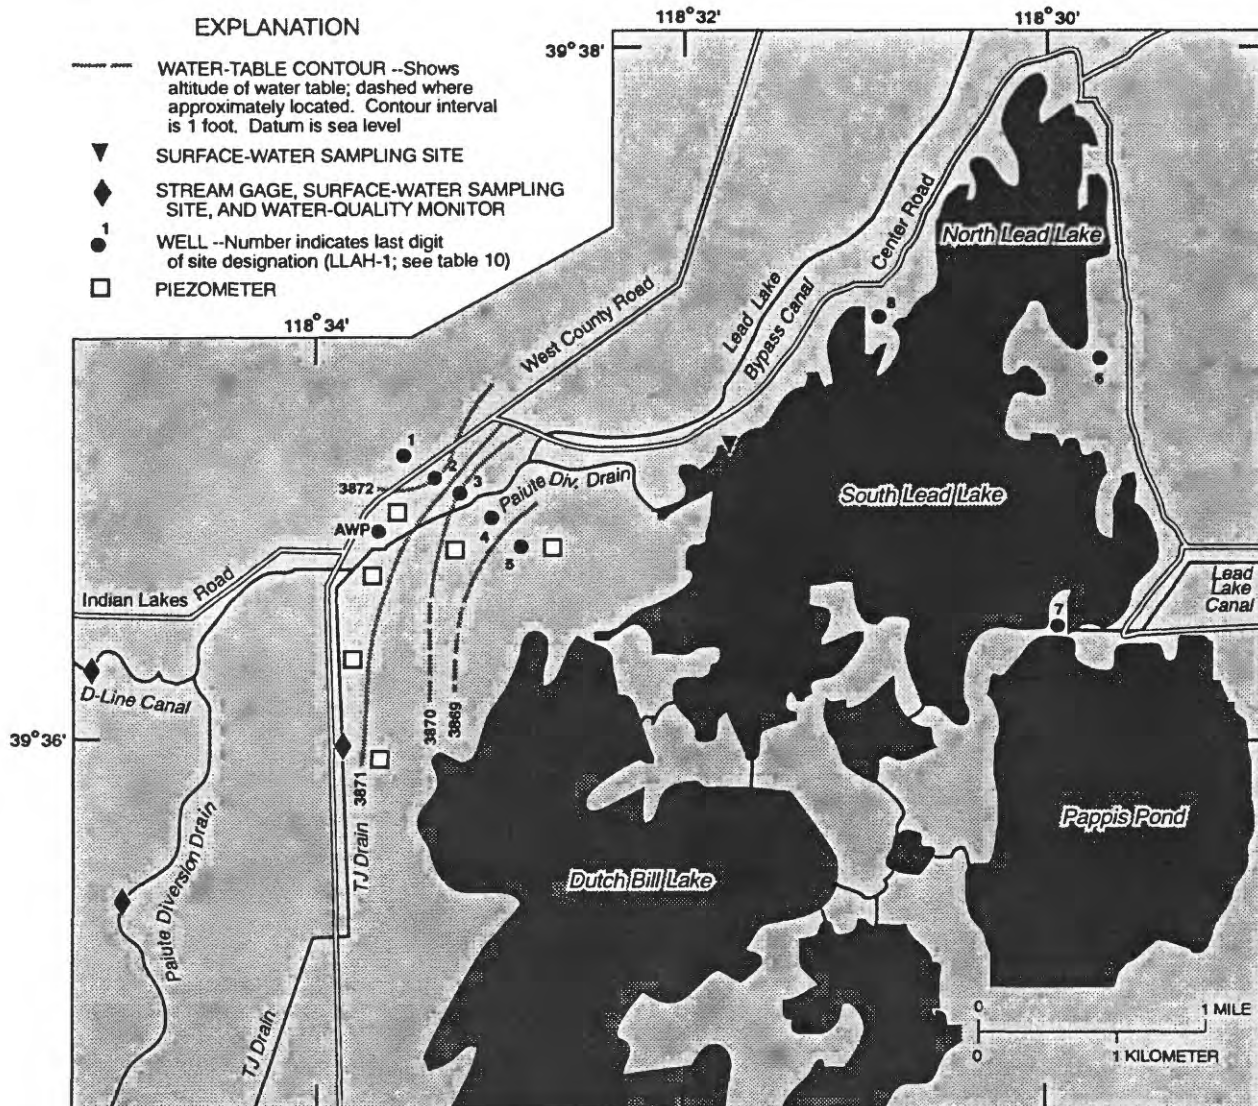 EXPLANATION
WATER-TABLE CONTOUR --Shows
altitude of water table; dashed where
approximately located. Contour interval
is 1 foot. Datum is sea level
SURFACE-WATER SAMPLING SITE
STREAM GAGE, SURFACE-WATER SAMPLING
SITE, AND WATER-QUALITY MONITOR
1
WELL --Number indicates last digit
of site designation (LLAH-1; see table 10)
PIEZOMETER
118°32'
118°30'
39°38'
118°34'
39°36'
West County Road
Lead Lake
Bypass Canal
Center Road
North Lead Lake
8
6
1
2
3
3872
AWP
4
5
Paiute Div. Drain
South Lead Lake
Indian Lakes Road
Lead
Lake
Canal
7
D-Line Canal
3870
3869
3871
TJ Drain
Paiute Diversion Drain
Dutch Bill Lake
Pappis Pond
TJ Drain
0
1 MILE
0
1 KILOMETER